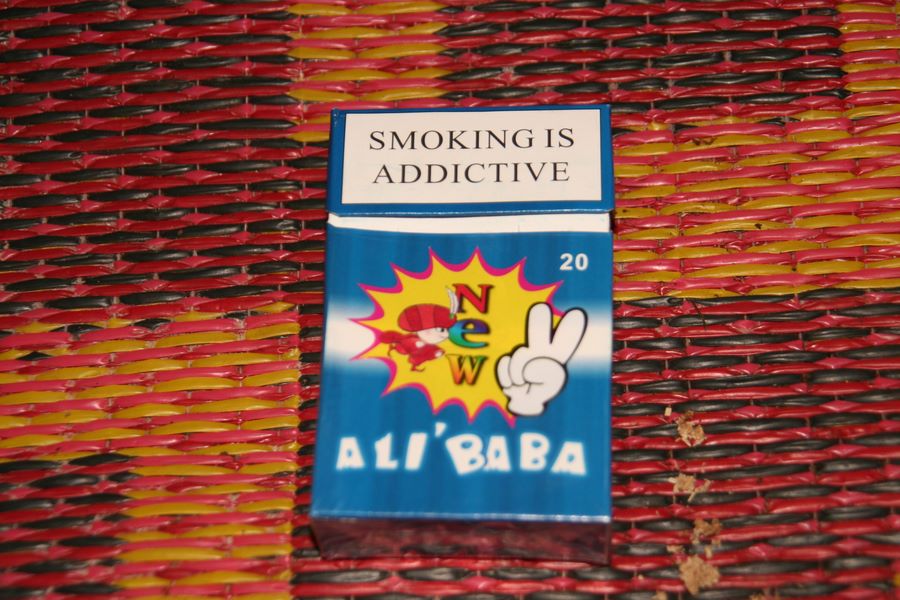 SMOKING IS
ADDICTIVE
20
New
ALI'BABA